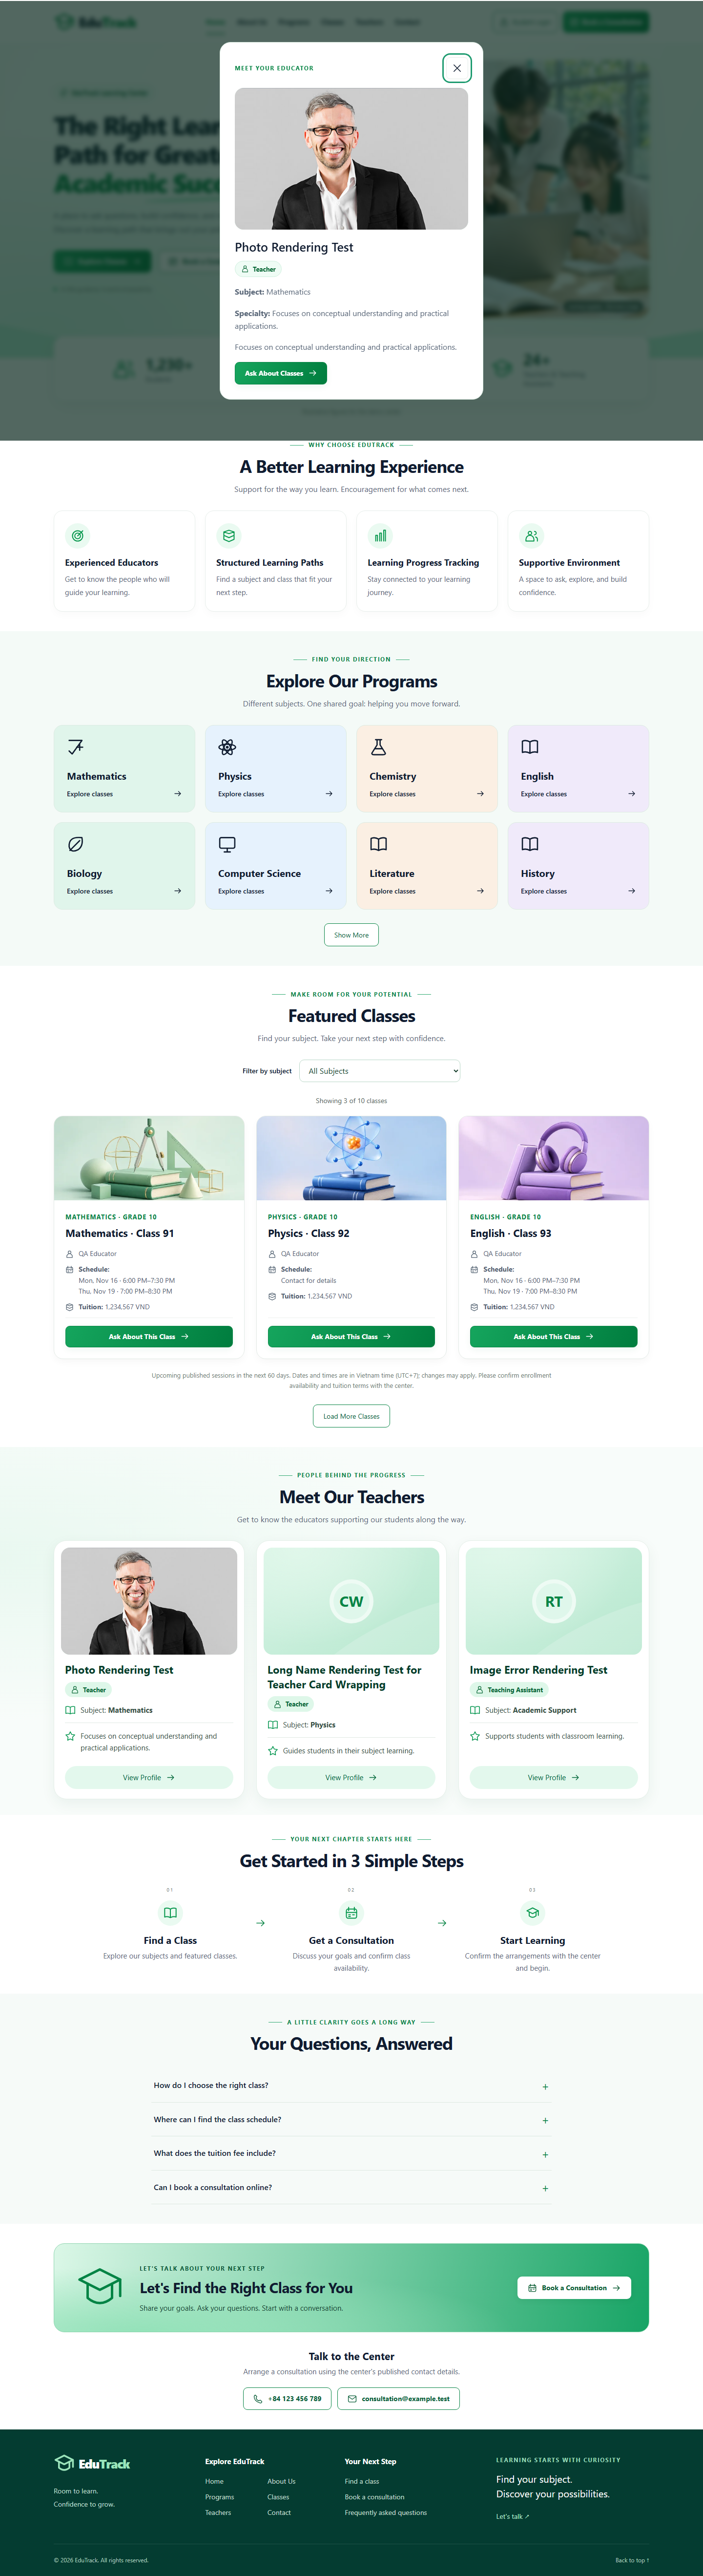 EduTrack
MEET YOUR EDUCATOR
Photo Rendering Test
Teacher
Subject: Mathematics
Specialty: Focuses on conceptual understanding and practical
applications.
Focuses on conceptual understanding and practical applications.
Ask About Classes
WHY CHOOSE EDUTRACK
A Better Learning Experience
Support for the way you learn. Encouragement for what comes next.
Experienced Educators
Get to know the people who will
guide your learning.
Structured Learning Paths
Find a subject and class that fit your
next step.
Learning Progress Tracking
Stay connected to your learning
journey.
Supportive Environment
A space to ask, explore, and build
confidence.
FIND YOUR DIRECTION
Explore Our Programs
Different subjects. One shared goal: helping you move forward.
Mathematics
Explore classes
Physics
Explore classes
Chemistry
Explore classes
English
Explore classes
Biology
Explore classes
Computer Science
Explore classes
Literature
Explore classes
History
Explore classes
Show More
MAKE ROOM FOR YOUR POTENTIAL
Featured Classes
Find your subject. Take your next step with confidence.
Filter by subject
All Subjects
Showing 3 of 10 classes
MATHEMATICS · GRADE 10
Mathematics · Class 91
QA Educator
Schedule:
Mon, Nov 16 · 6:00 PM–7:30 PM
Thu, Nov 19 · 7:00 PM–8:30 PM
Tuition: 1,234,567 VND
Ask About This Class
PHYSICS · GRADE 10
Physics · Class 92
QA Educator
Schedule:
Contact for details
Tuition: 1,234,567 VND
Ask About This Class
ENGLISH · GRADE 10
English · Class 93
QA Educator
Schedule:
Mon, Nov 16 · 6:00 PM–7:30 PM
Thu, Nov 19 · 7:00 PM–8:30 PM
Tuition: 1,234,567 VND
Ask About This Class
Upcoming published sessions in the next 60 days. Dates and times are in Vietnam time (UTC+7); changes may apply. Please confirm enrollment
availability and tuition terms with the center.
Load More Classes
PEOPLE BEHIND THE PROGRESS
Meet Our Teachers
Get to know the educators supporting our students along the way.
Photo Rendering Test
Teacher
Subject: Mathematics
Focuses on conceptual understanding and
practical applications.
View Profile
CW
Long Name Rendering Test for
Teacher Card Wrapping
Teacher
Subject: Physics
Guides students in their subject learning.
View Profile
RT
Image Error Rendering Test
Teaching Assistant
Subject: Academic Support
Supports students with classroom learning.
View Profile
YOUR NEXT CHAPTER STARTS HERE
Get Started in 3 Simple Steps
01
Find a Class
Explore our subjects and featured classes.
02
Get a Consultation
Discuss your goals and confirm class
availability.
03
Start Learning
Confirm the arrangements with the center
and begin.
A LITTLE CLARITY GOES A LONG WAY
Your Questions, Answered
How do I choose the right class?
Where can I find the class schedule?
What does the tuition fee include?
Can I book a consultation online?
LET'S TALK ABOUT YOUR NEXT STEP
Let's Find the Right Class for You
Share your goals. Ask your questions. Start with a conversation.
Book a Consultation
Talk to the Center
Arrange a consultation using the center's published contact details.
+84 123 456 789
consultation@example.test
EduTrack
Room to learn.
Confidence to grow.
Explore EduTrack
Home
About Us
Programs
Classes
Teachers
Contact
Your Next Step
Find a class
Book a consultation
Frequently asked questions
LEARNING STARTS WITH CURIOSITY
Find your subject.
Discover your possibilities.
Let's talk ↗
© 2026 EduTrack. All rights reserved.
Back to top ↑